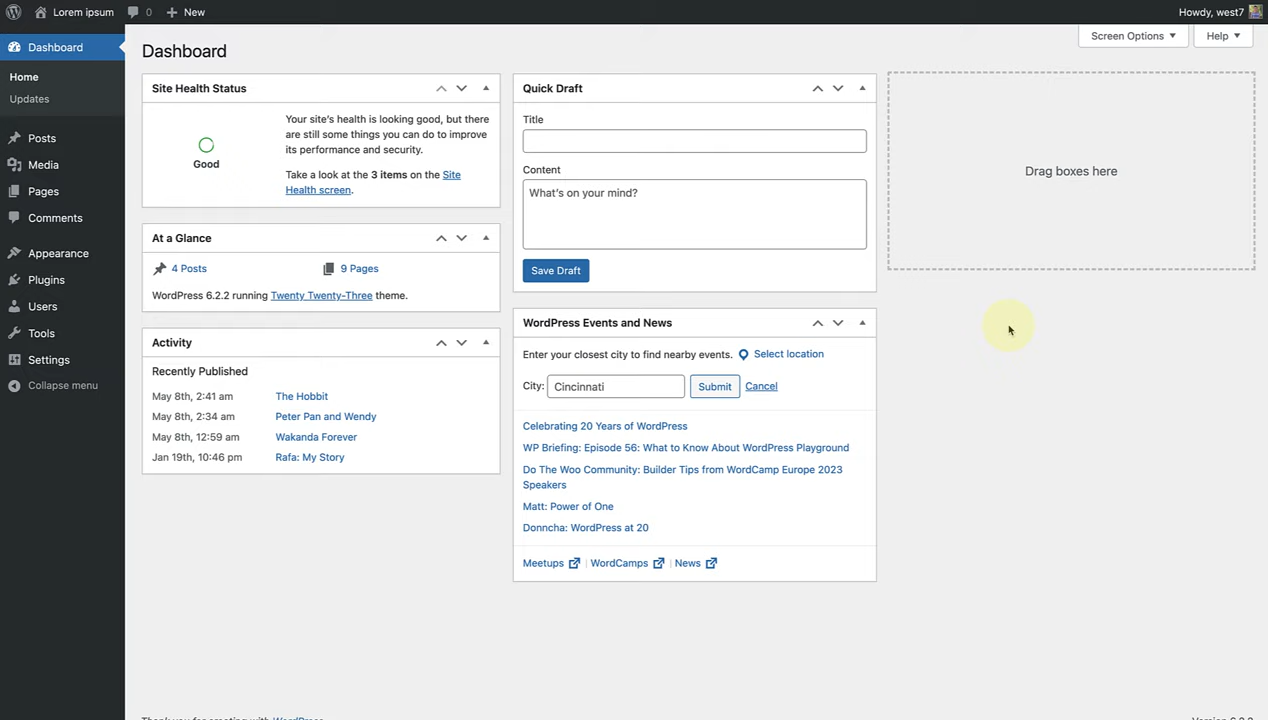 Lorem ipsum
0
New
Howdy, west7
Dashboard
Home
Updates
Posts
Media
Pages
Comments
Appearance
Plugins
Users
Tools
Settings
Collapse menu
Dashboard
Screen Options
Help
Site Health Status
Good
Your site's health is looking good, but there
are still some things you can do to improve
its performance and security.
Take a look at the 3 items on the Site
Health screen.
At a Glance
4 Posts
9 Pages
WordPress 6.2.2 running Twenty Twenty-Three theme.
Activity
Recently Published
May 8th, 2:41 am The Hobbit
May 8th, 2:34 am Peter Pan and Wendy
May 8th, 12:59 am Wakanda Forever
Jan 19th, 10:46 pm Rafa: My Story
Quick Draft
Title
Content
What's on your mind?
Save Draft
WordPress Events and News
Enter your closest city to find nearby events. Select location
City: Cincinnati Submit Cancel
Celebrating 20 Years of WordPress
WP Briefing: Episode 56: What to Know About WordPress Playground
Do The Woo Community: Builder Tips from WordCamp Europe 2023
Speakers
Matt: Power of One
Donncha: WordPress at 20
Meetups | WordCamps | News
Drag boxes here
Thank you for creating with WordPress
Version 6.2.2